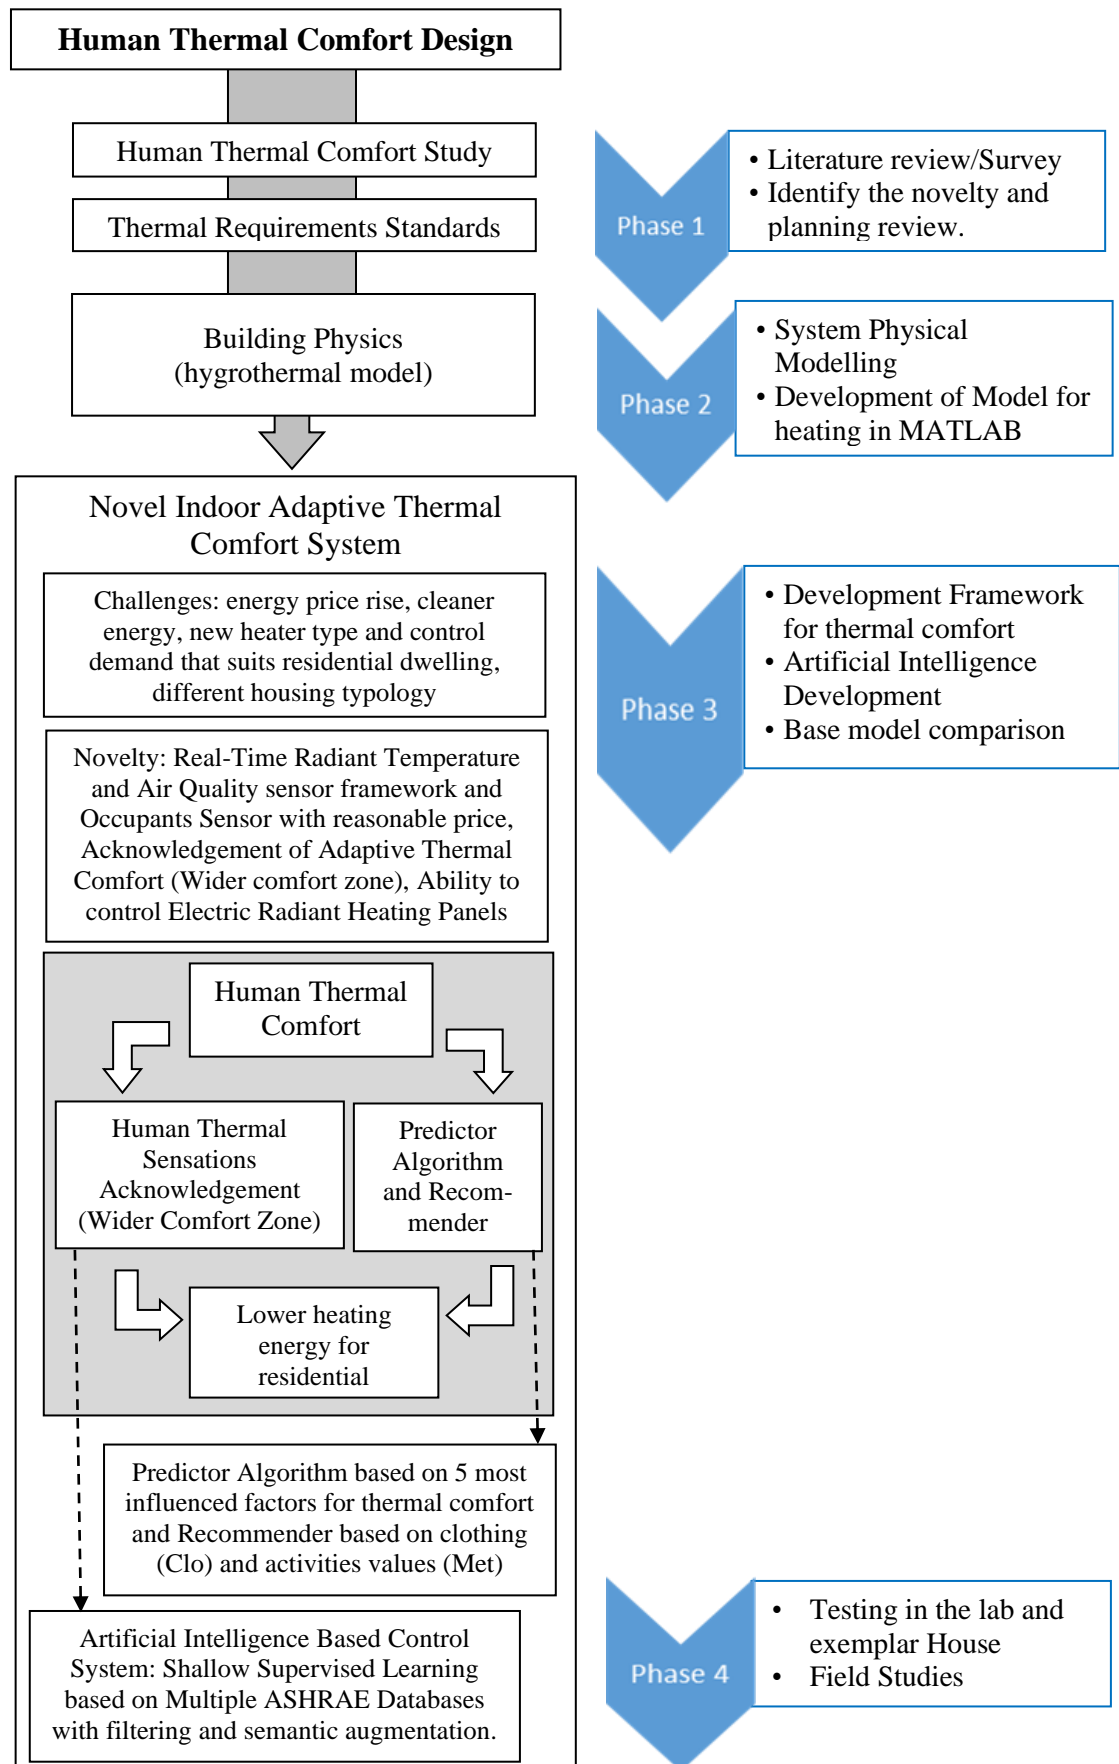 Human Thermal Comfort Design
Human Thermal Comfort Study
Thermal Requirements Standards
Building Physics
(hygrothermal model)
Novel Indoor Adaptive Thermal
Comfort System
Challenges: energy price rise, cleaner
energy, new heater type and control
demand that suits residential dwelling,
different housing typology
Novelty: Real-Time Radiant Temperature
and Air Quality sensor framework and
Occupants Sensor with reasonable price,
Acknowledgement of Adaptive Thermal
Comfort (Wider comfort zone), Ability to
control Electric Radiant Heating Panels
Human Thermal
Comfort
Human Thermal
Sensations
Acknowledgement
(Wider Comfort Zone)
Predictor
Algorithm
and Recom-
mender
Lower heating
energy for
residential
Predictor Algorithm based on 5 most
influenced factors for thermal comfort
and Recommender based on clothing
(Clo) and activities values (Met)
Artificial Intelligence Based Control
System: Shallow Supervised Learning
based on Multiple ASHRAE Databases
with filtering and semantic augmentation.
Phase 1
• Literature review/Survey
• Identify the novelty and
planning review.
Phase 2
• System Physical
Modelling
• Development of Model for
heating in MATLAB
Phase 3
• Development Framework
for thermal comfort
• Artificial Intelligence
Development
• Base model comparison
Phase 4
• Testing in the lab and
exemplar House
• Field Studies